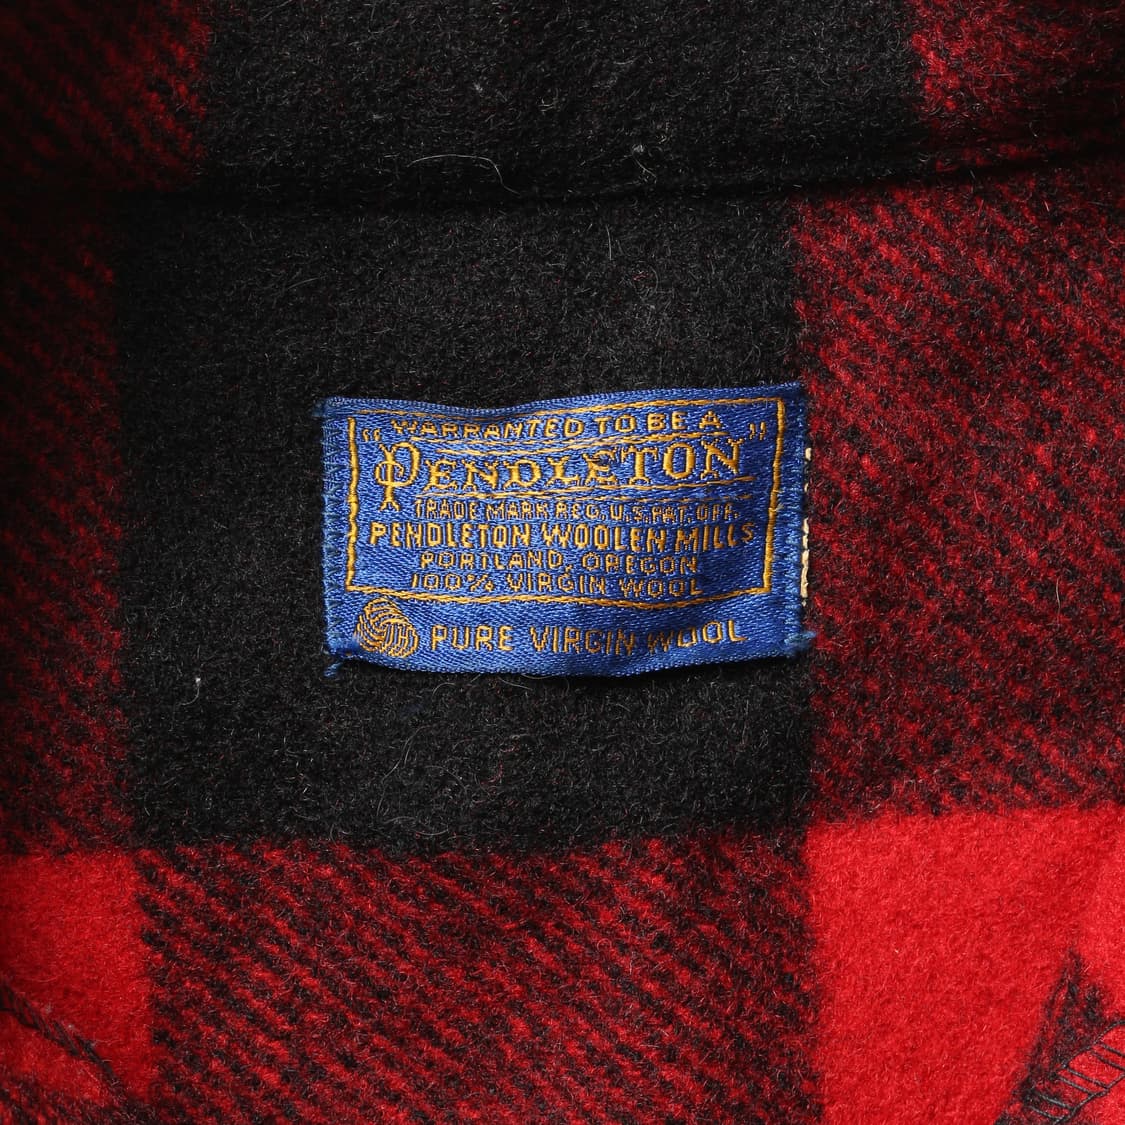 "WARRANTED TO BE A
PENDLETON"
TRADE MARK REG. U.S. PAT. OFF.
PENDLETON WOOLEN MILLS
PORTLAND, OREGON
100% VIRGIN WOOL
PURE VIRGIN WOOL